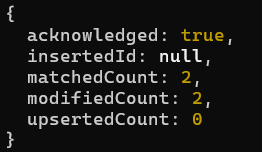 {
  acknowledged: true,
  insertedId: null,
  matchedCount: 2,
  modifiedCount: 2,
  upsertedCount: 0
}